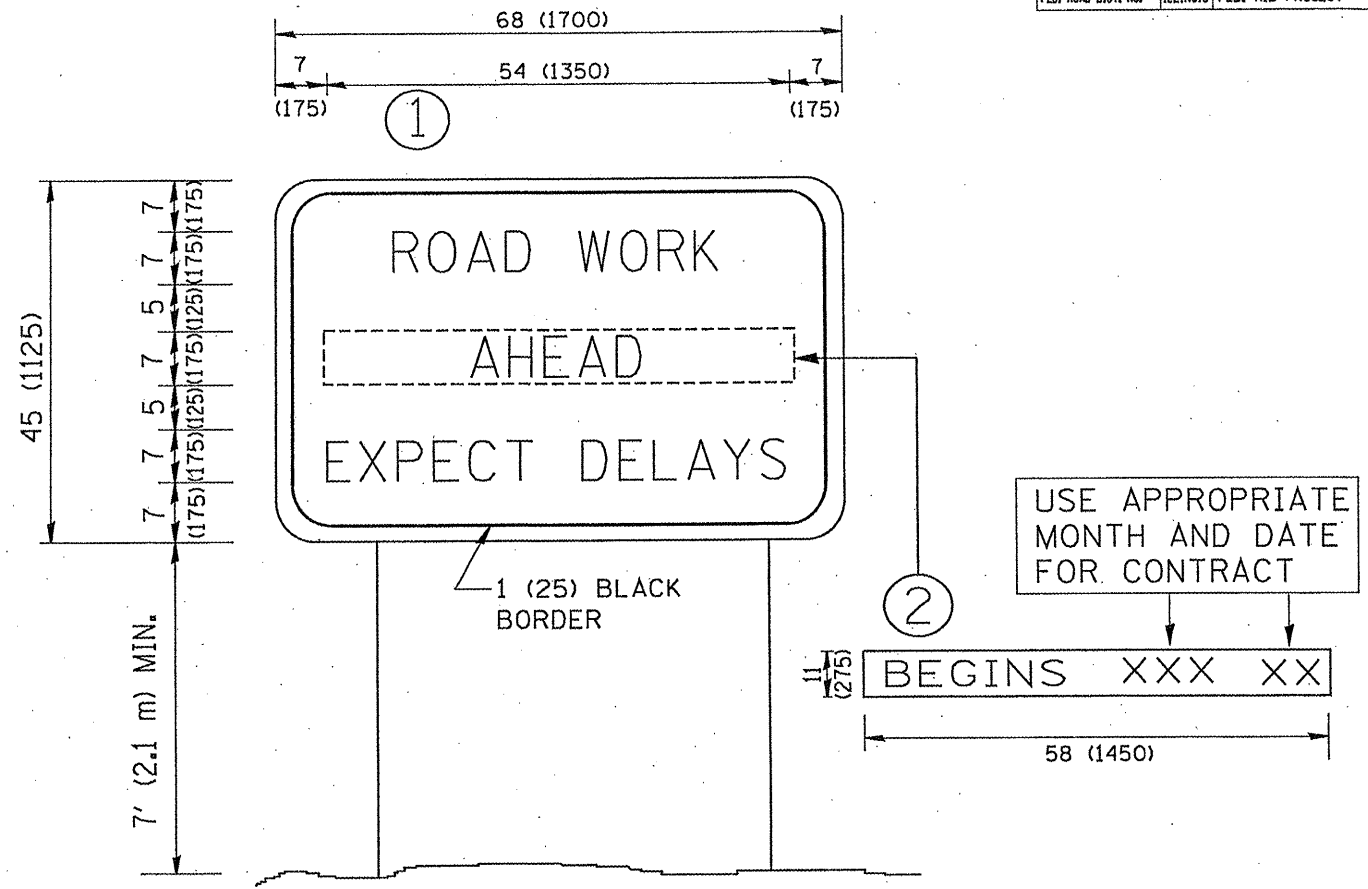 68 (1700)
7 54 (1350) 7
(175) (175)
1
45 (1125)
7 (175)
7 (175)
5 (125)
7 (175)
5 (125)
7 (175)
7 (175)
ROAD WORK
AHEAD
EXPECT DELAYS
1 (25) BLACK
BORDER
7' (2.1 m) MIN.
USE APPROPRIATE
MONTH AND DATE
FOR CONTRACT
2
11
(275)
BEGINS XXX XX
58 (1450)